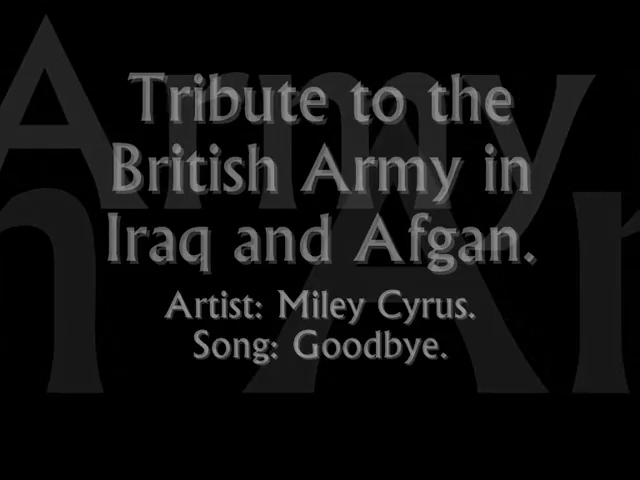 Tribute to the
British Army in
Iraq and Afgan.
Artist: Miley Cyrus.
Song: Goodbye.